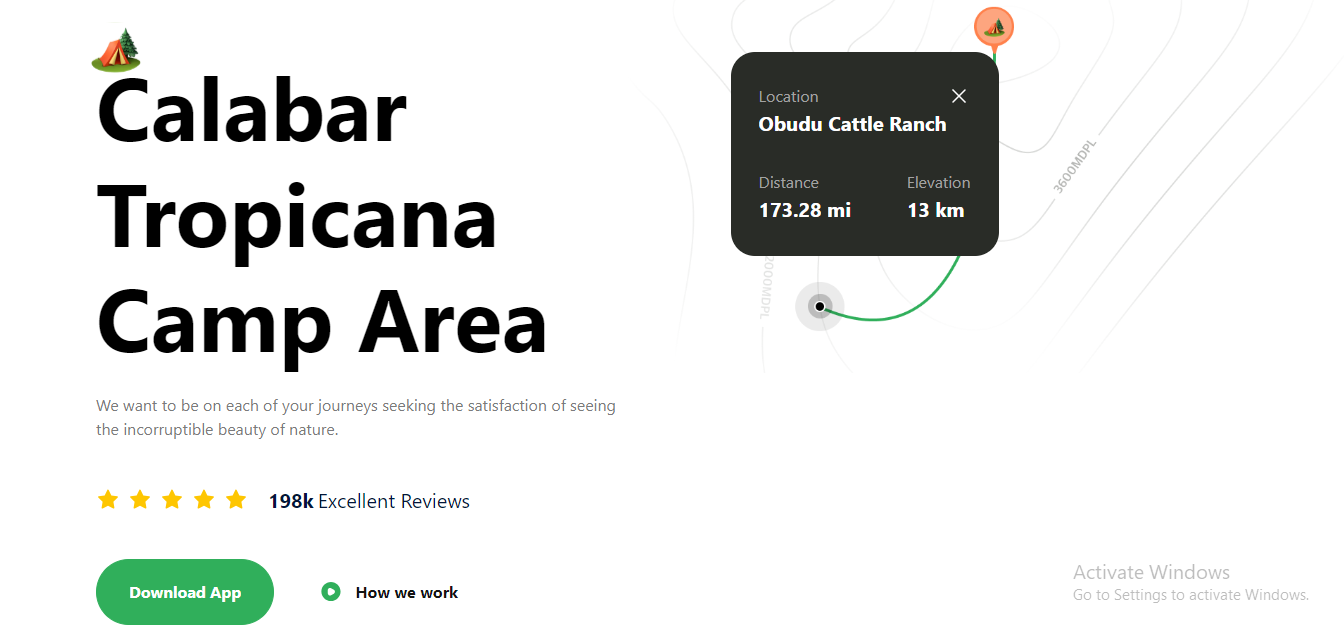 Calabar
Tropicana
Camp Area
We want to be on each of your journeys seeking the satisfaction of seeing
the incorruptible beauty of nature.
198k Excellent Reviews
Download App
How we work
Location
Obudu Cattle Ranch
Distance
Elevation
173.28 mi
13 km
3600MDPL
2000MDPL
Activate Windows
Go to Settings to activate Windows.